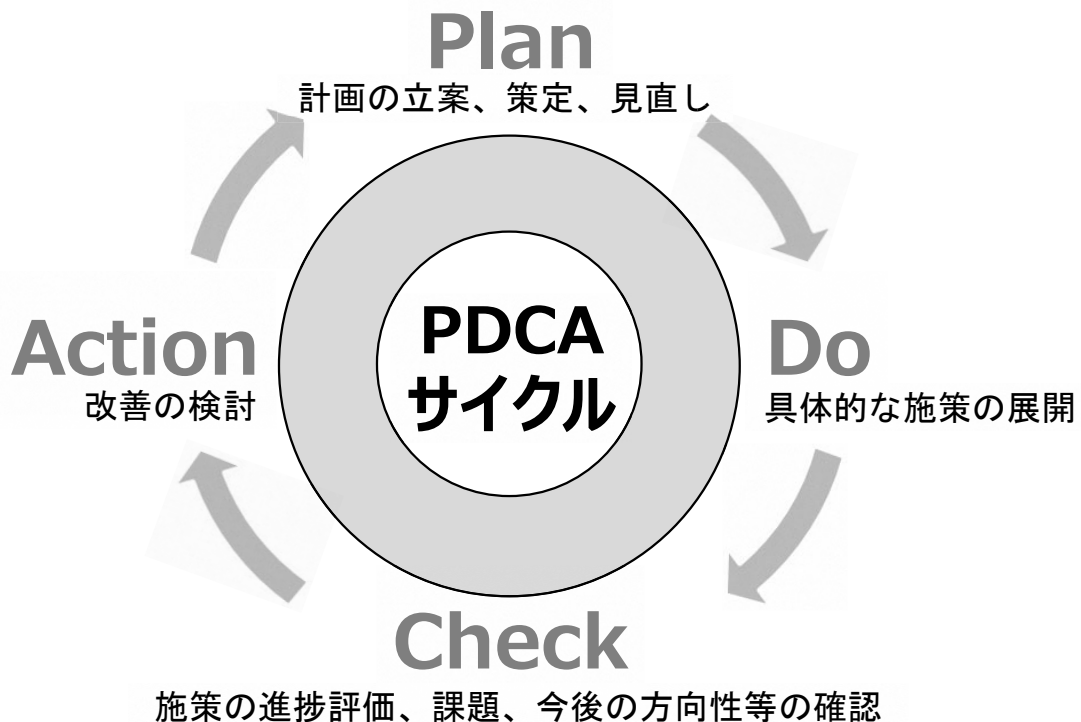 Plan
計画の立案、策定、見直し
PDCA
サイクル
Action
改善の検討
Do
具体的な施策の展開
Check
施策の進捗評価、課題、今後の方向性等の確認